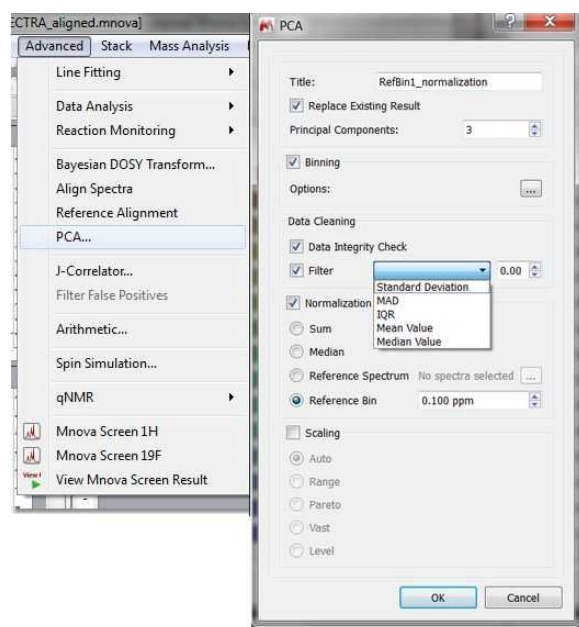 ECTRA_aligned.mnova]
Advanced Stack Mass Analysis
Line Fitting
Data Analysis
Reaction Monitoring
Bayesian DOSY Transform...
Align Spectra
Reference Alignment
PCA...
J-Correlator...
Filter False Positives
Arithmetic...
Spin Simulation...
qNMR
Mnova Screen 1H
Mnova Screen 19F
View Mnova Screen Result
PCA
Title: RefBin1_normalization
Replace Existing Result
Principal Components: 3
Binning
Options: ...
Data Cleaning
Data Integrity Check
Filter 0.00
Standard Deviation
MAD
IQR
Mean Value
Median Value
Normalization
Sum
Median
Reference Spectrum No spectra selected ...
Reference Bin 0.100 ppm
Scaling
Auto
Range
Pareto
Vast
Level
OK Cancel